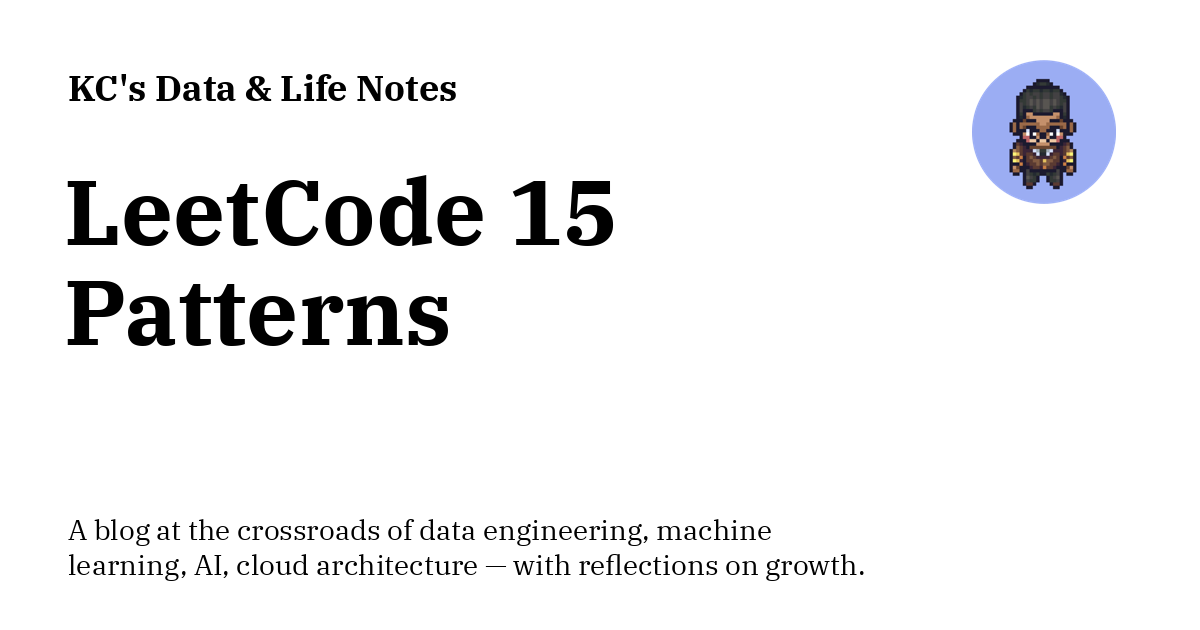 KC's Data & Life Notes
LeetCode 15
Patterns
A blog at the crossroads of data engineering, machine
learning, AI, cloud architecture — with reflections on growth.